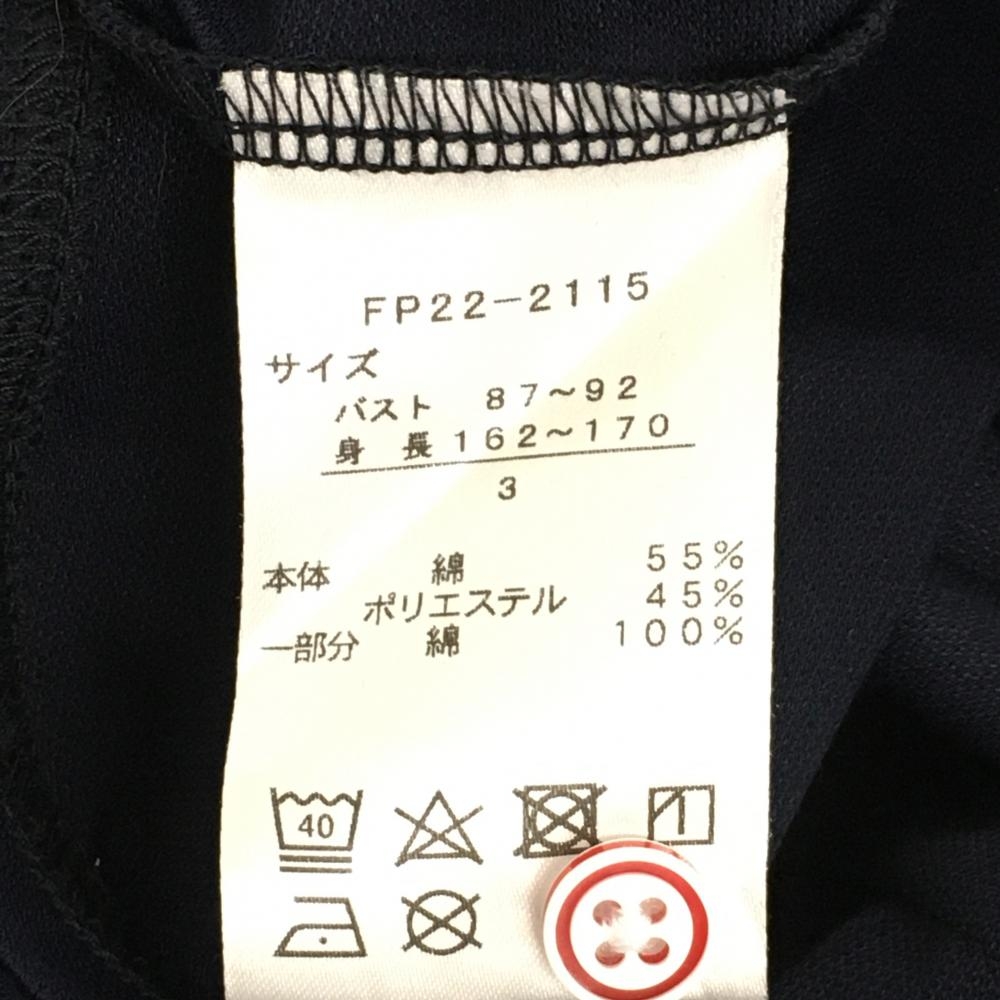 FP22-2115
サイズ
バスト 87～92
身長 162～170
3
本体 綿 55%
ポリエステル 45%
一部分 綿 100%
40